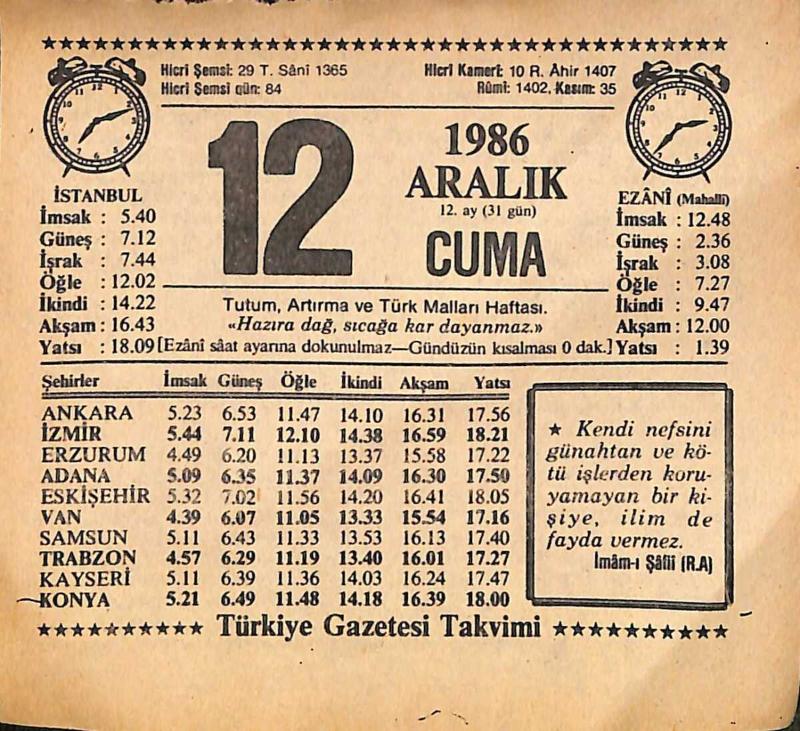 ★★★★★★★★★★★★★★★★★★★★★★★★★★★★★★★★★★★★★★★★★★★★★★★★
Hicrî Şemsî: 29 T. Sânî 1365 Hicrî Kamerî: 10 R. Âhir 1407
Hicrî Şemsî gün: 84 Rûmî: 1402, Kasım: 35
12
1986
ARALIK
12. ay (31 gün)
CUMA
İSTANBUL
İmsak : 5.40
Güneş : 7.12
İşrak : 7.44
Öğle : 12.02
İkindi : 14.22
Akşam : 16.43
Yatsı : 18.09
EZÂNÎ (Mahallî)
İmsak : 12.48
Güneş : 2.36
İşrak : 3.08
Öğle : 7.27
İkindi : 9.47
Akşam : 12.00
Yatsı : 1.39
Tutum, Artırma ve Türk Malları Haftası.
«Hazıra dağ, sıcağa kar dayanmaz.»
[Ezânî sâat ayarına dokunulmaz—Gündüzün kısalması 0 dak.]
Şehirler İmsak Güneş Öğle İkindi Akşam Yatsı
ANKARA 5.23 6.53 11.47 14.10 16.31 17.56
İZMİR 5.44 7.11 12.10 14.38 16.59 18.21
ERZURUM 4.49 6.20 11.13 13.37 15.58 17.22
ADANA 5.09 6.35 11.37 14.09 16.30 17.50
ESKİŞEHİR 5.32 7.02 11.56 14.20 16.41 18.05
VAN 4.39 6.07 11.05 13.33 15.54 17.16
SAMSUN 5.11 6.43 11.33 13.53 16.13 17.40
TRABZON 4.57 6.29 11.19 13.40 16.01 17.27
KAYSERİ 5.11 6.39 11.36 14.03 16.24 17.47
KONYA 5.21 6.49 11.48 14.18 16.39 18.00
★ Kendi nefsini
günahtan ve kö-
tü işlerden koru-
yamayan bir ki-
şiye, ilim de
fayda vermez.
İmâm-ı Şâfiî (R.A)
★★★★★★★★★★ Türkiye Gazetesi Takvimi ★★★★★★★★★★